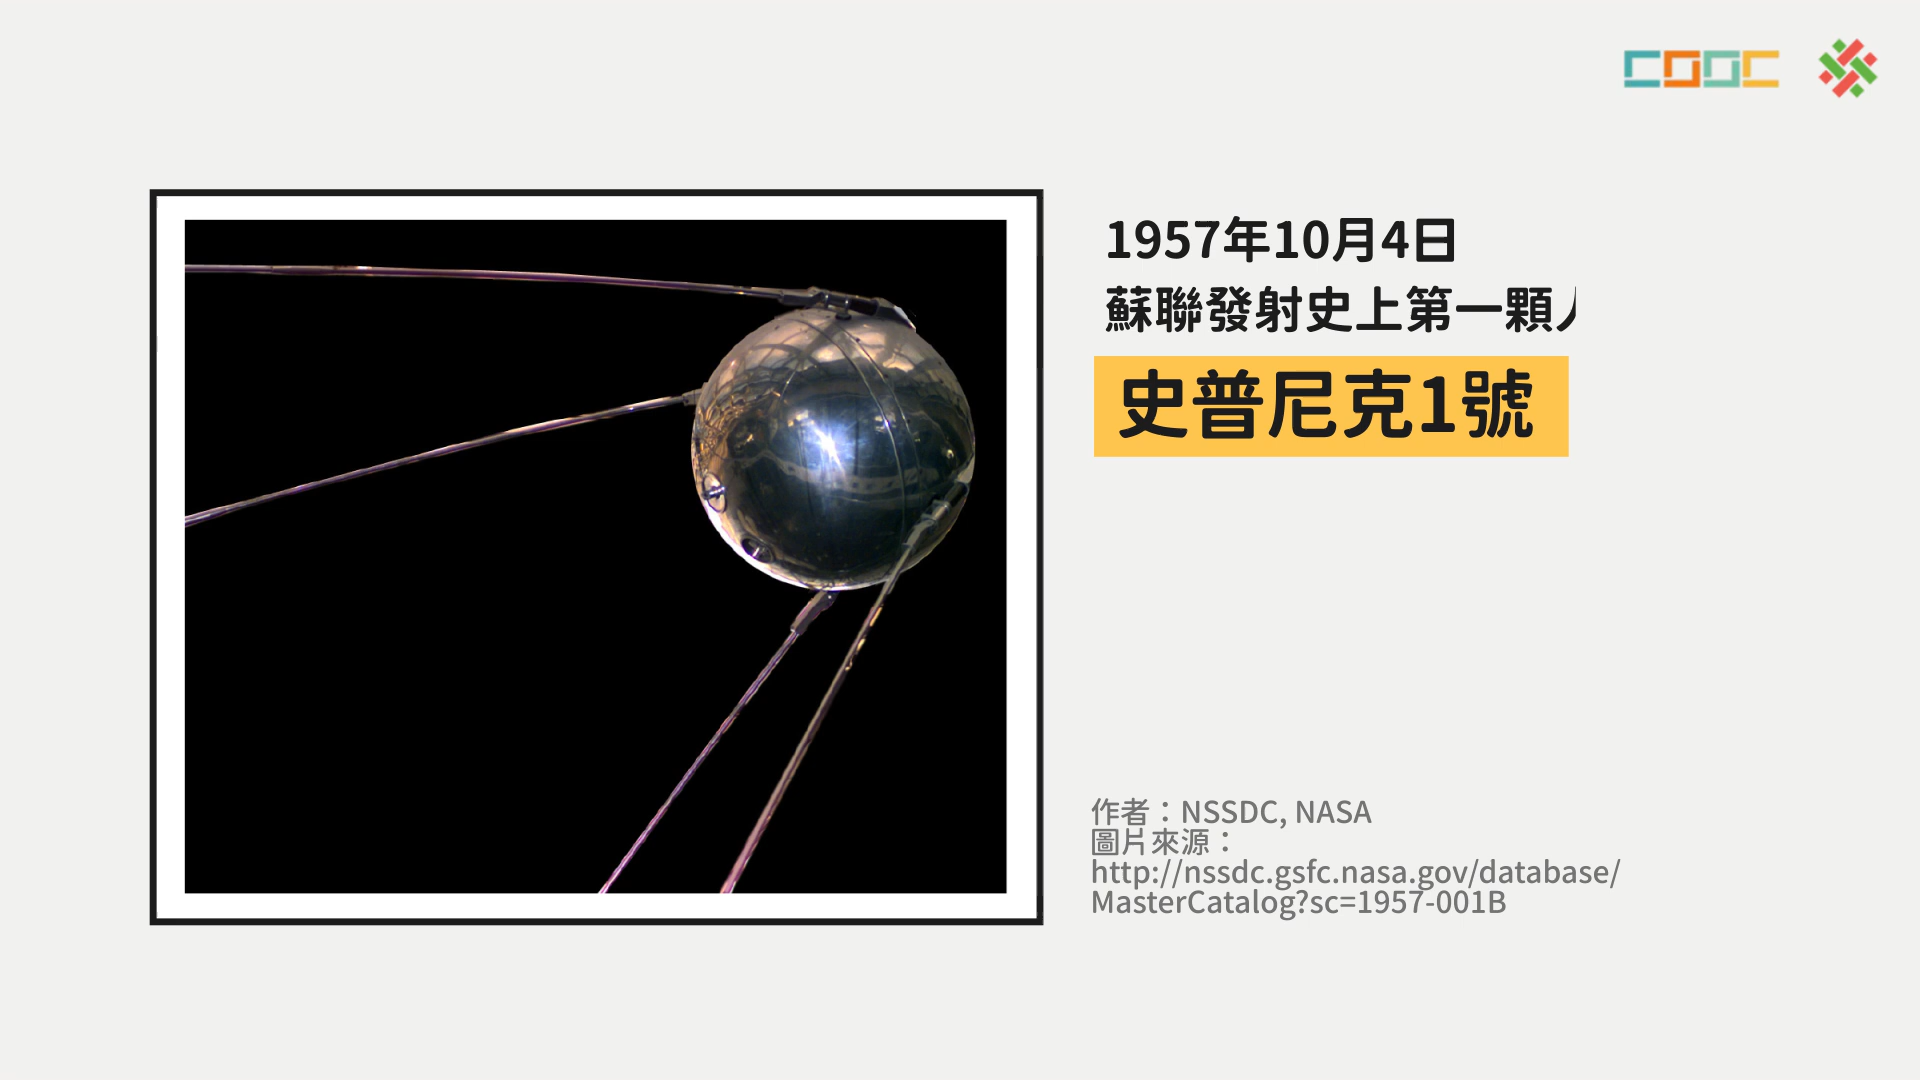 COOC
1957年10月4日
蘇聯發射史上第一顆
史普尼克1號
作者：NSSDC, NASA
圖片來源：
http://nssdc.gsfc.nasa.gov/database/
MasterCatalog?sc=1957-001B